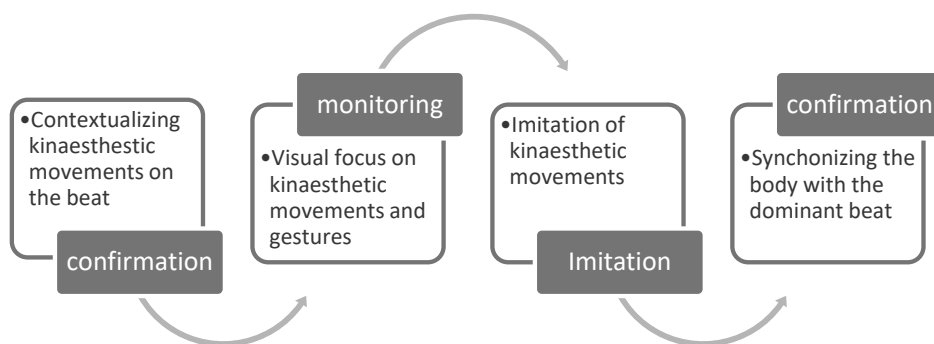 •Contextualizing
kinaesthestic
movements on
the beat
confirmation
monitoring
•Visual focus on
kinaesthetic
movements and
gestures
•Imitation of
kinaesthetic
movements
Imitation
confirmation
•Synchonizing the
body with the
dominant beat